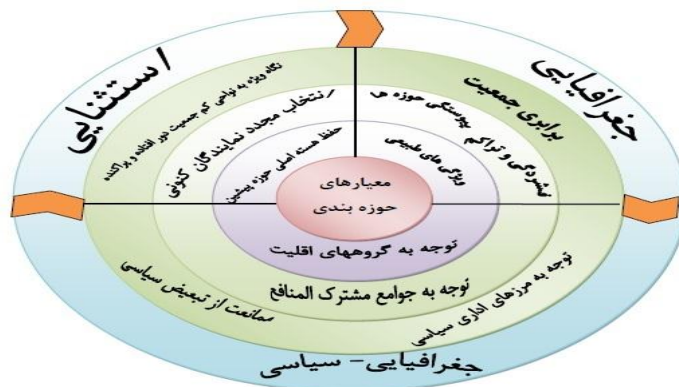 جغرافیایی
برابری جمعیت
فشردگی و تراکم پیوستگی حوزه ها
ویژگی های طبیعی
استثنایی
نگاه ویژه به نواحی کم جمعیت دور افتاده و پراکنده
انتخاب مجدد نمایندگان کنونی
حفظ هسته اصلی حوزه پیشین
معیارهای
حوزه بندی
توجه به گروههای اقلیت
توجه به جوامع مشترک المنافع
توجه به مرزهای اداری سیاسی
ممانعت از تبعیض سیاسی
جغرافیایی- سیاسی